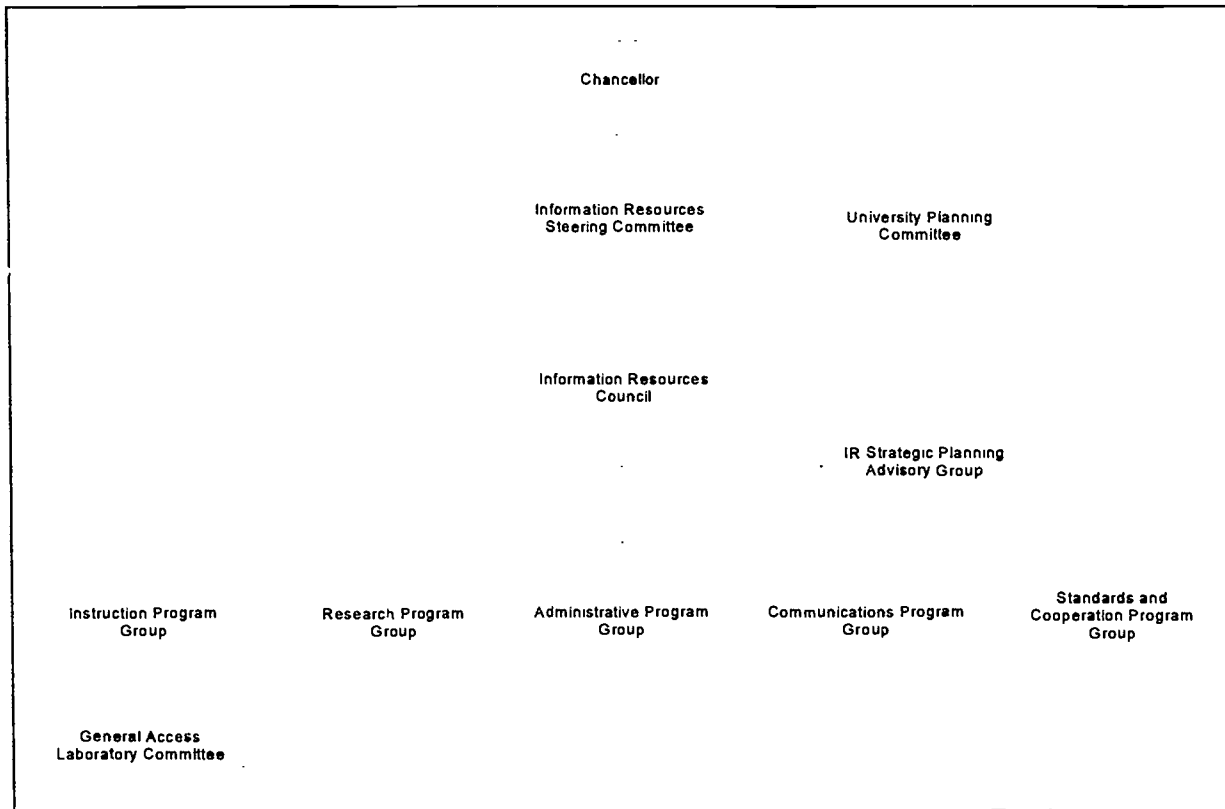 Chancellor
Information Resources
Steering Committee
University Planning
Committee
Information Resources
Council
IR Strategic Planning
Advisory Group
Instruction Program
Group
Research Program
Group
Administrative Program
Group
Communications Program
Group
Standards and
Cooperation Program
Group
General Access
Laboratory Committee